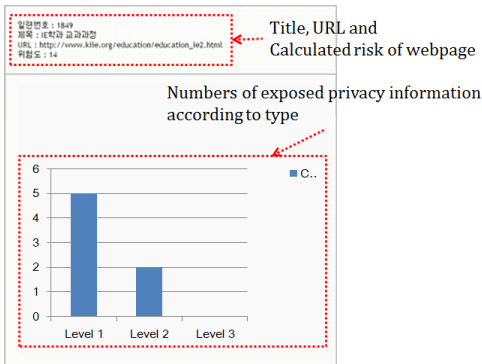 일련번호 : 1849
제목 : IE학과 교과과정
URL : http://www.kiie.org/education/education_ie2.html
위험도 : 14
Title, URL and
Calculated risk of webpage
Numbers of exposed privacy information
according to type
6
5
4
3
2
1
0
Level 1
Level 2
Level 3
C..